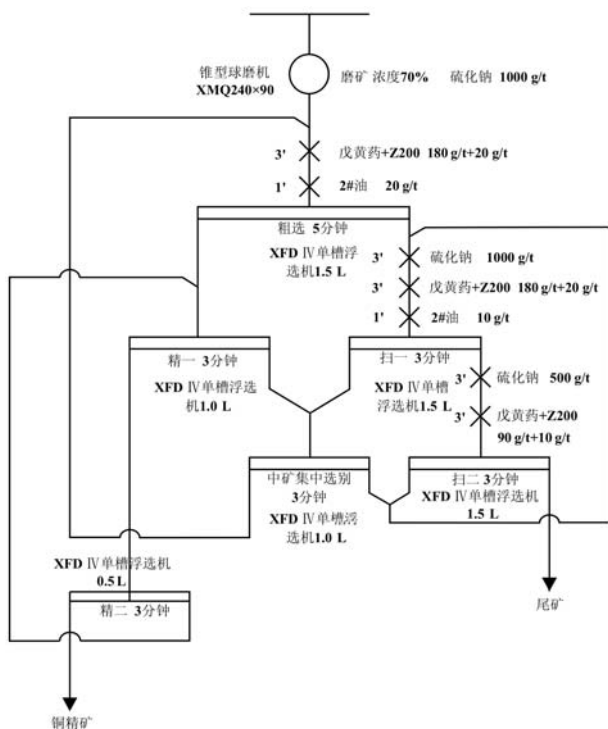 锥型球磨机
XMQ240×90
磨矿 浓度70% 硫化钠 1000 g/t
3' 戊黄药+Z200 180 g/t+20 g/t
1' 2#油 20 g/t
粗选 5分钟
XFD Ⅳ单槽浮
选机1.5 L
3' 硫化钠 1000 g/t
3' 戊黄药+Z200 180 g/t+20 g/t
1' 2#油 10 g/t
精一 3分钟
XFD Ⅳ单槽浮选
机1.0 L
扫一 3分钟
XFD Ⅳ单槽
浮选机1.5 L
3' 硫化钠 500 g/t
3' 戊黄药+Z200
90 g/t+10 g/t
中矿集中选别
3分钟
XFD Ⅳ单槽浮
选机1.0 L
扫二 3分钟
XFD Ⅳ单槽浮选机
1.5 L
XFD Ⅳ单槽浮选机
0.5 L
精二 3分钟
尾矿
铜精矿